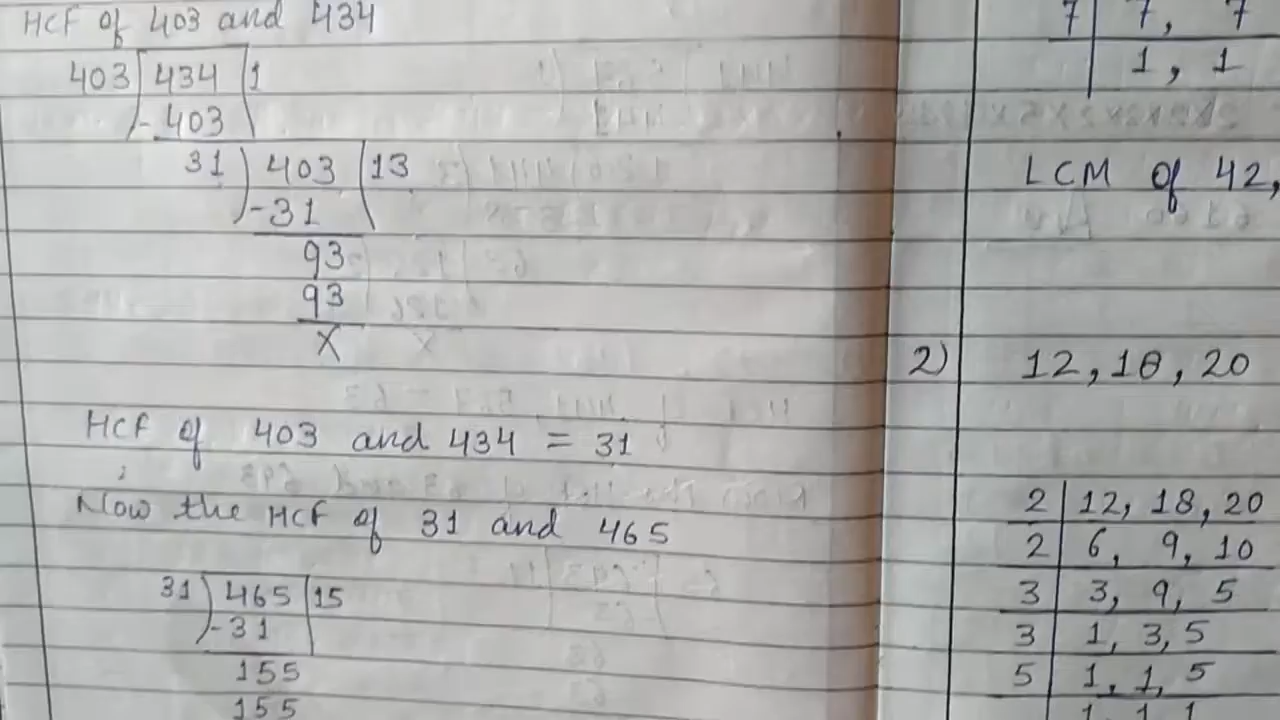 HCF of 403 and 434
403 434 1
- 403
31 403 13
-31
93
93
X
HCF of 403 and 434 = 31
Now the HCF of 31 and 465
31 465 15
-31
155
155
7 7, 7
1, 1
LCM of 42,
2) 12, 18, 20
2 12, 18, 20
2 6, 9, 10
3 3, 9, 5
3 1, 3, 5
5 1, 1, 5
1, 1, 1